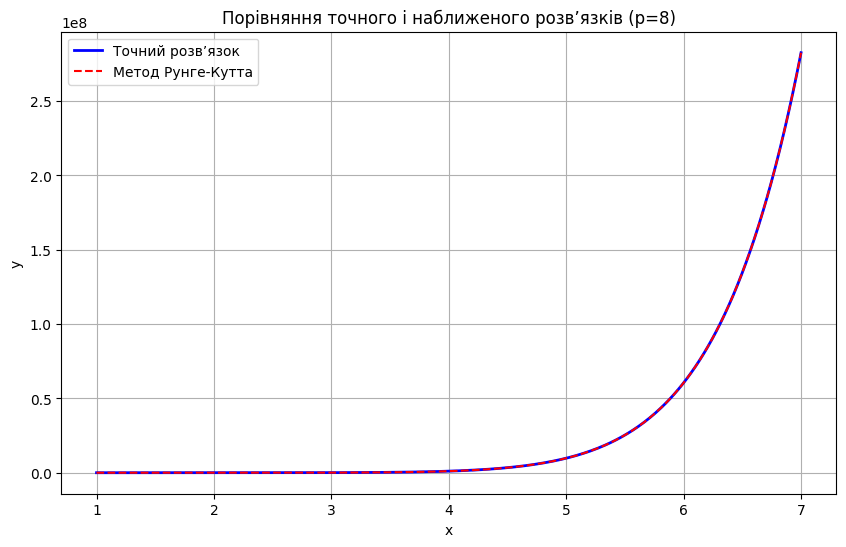 Порівняння точного і наближеного розв’язків (p=8)
1e8
Точний розв’язок
Метод Рунге-Кутта
2.5
2.0
1.5
1.0
0.5
0.0
y
1 2 3 4 5 6 7
x